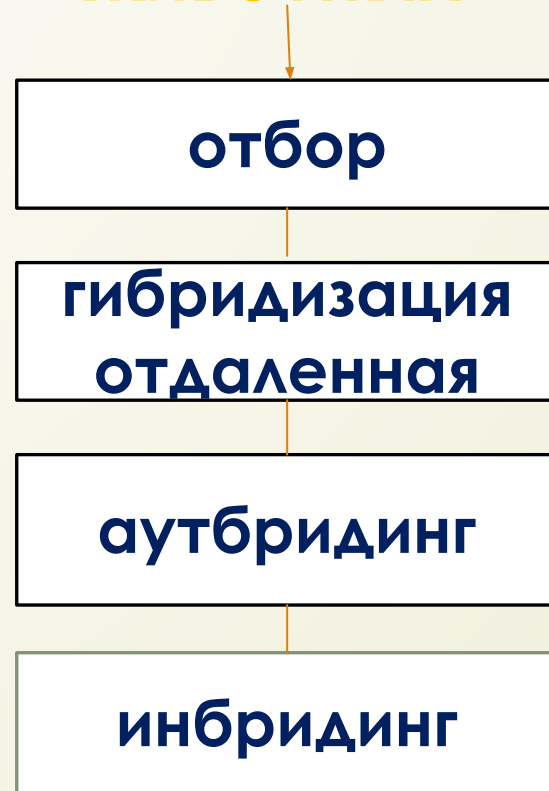 отбор
гибридизация
отдаленная
аутбридинг
инбридинг